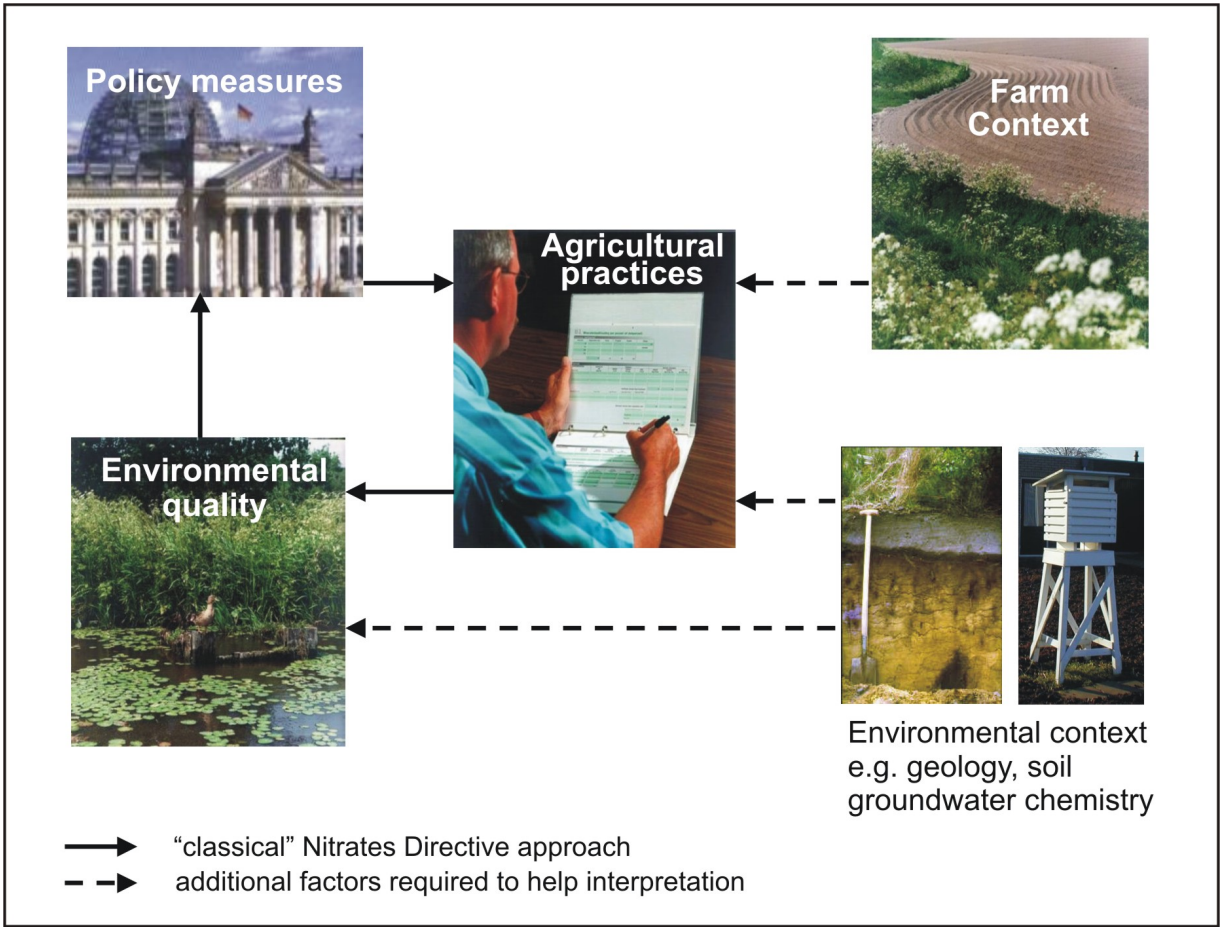 Policy measures
Farm
Context
Agricultural
practices
Environmental
quality
Environmental context
e.g. geology, soil
groundwater chemistry
“classical” Nitrates Directive approach
additional factors required to help interpretation